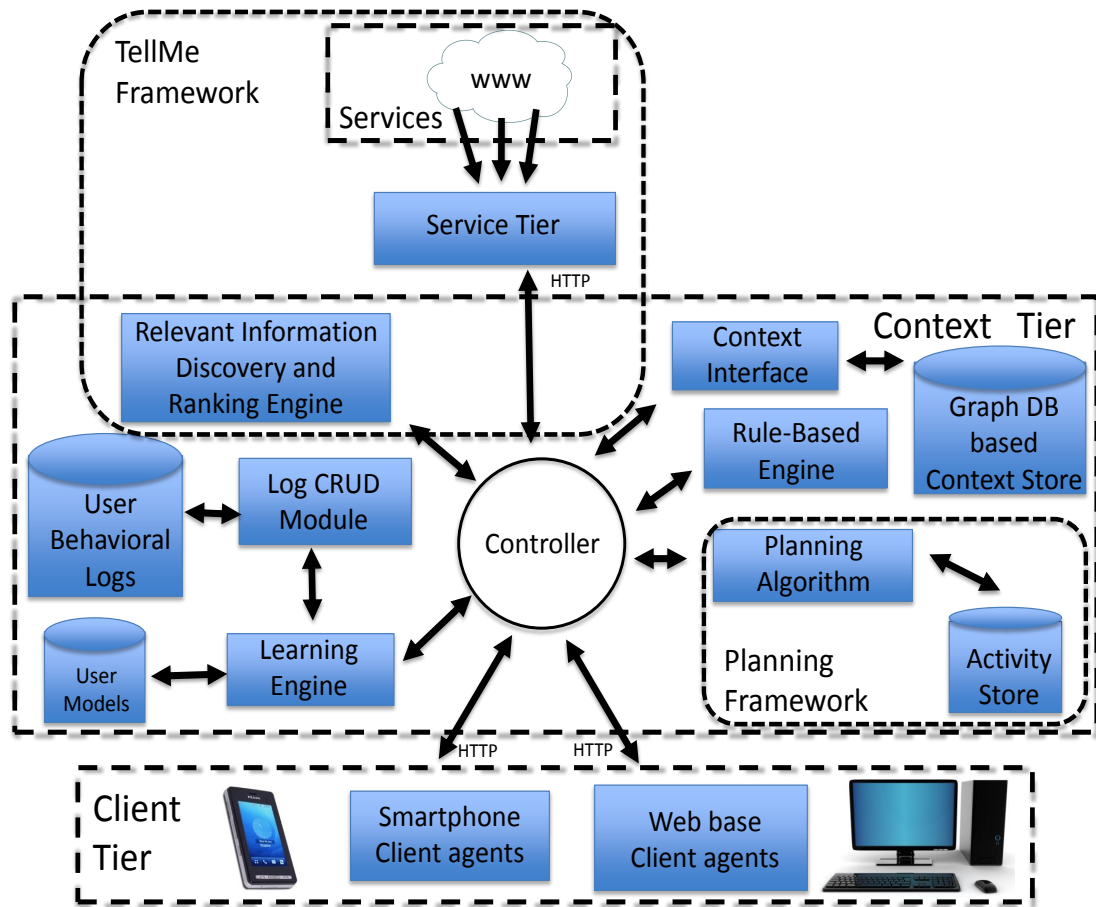 TellMe
Framework
www
Services
Service Tier
HTTP
Relevant Information
Discovery and
Ranking Engine
Context Tier
Context
Interface
Graph DB
based
Context Store
Rule-Based
Engine
User
Behavioral
Logs
Log CRUD
Module
Controller
Planning
Algorithm
Activity
Store
Planning
Framework
User
Models
Learning
Engine
HTTP
HTTP
Client
Tier
Smartphone
Client agents
Web base
Client agents